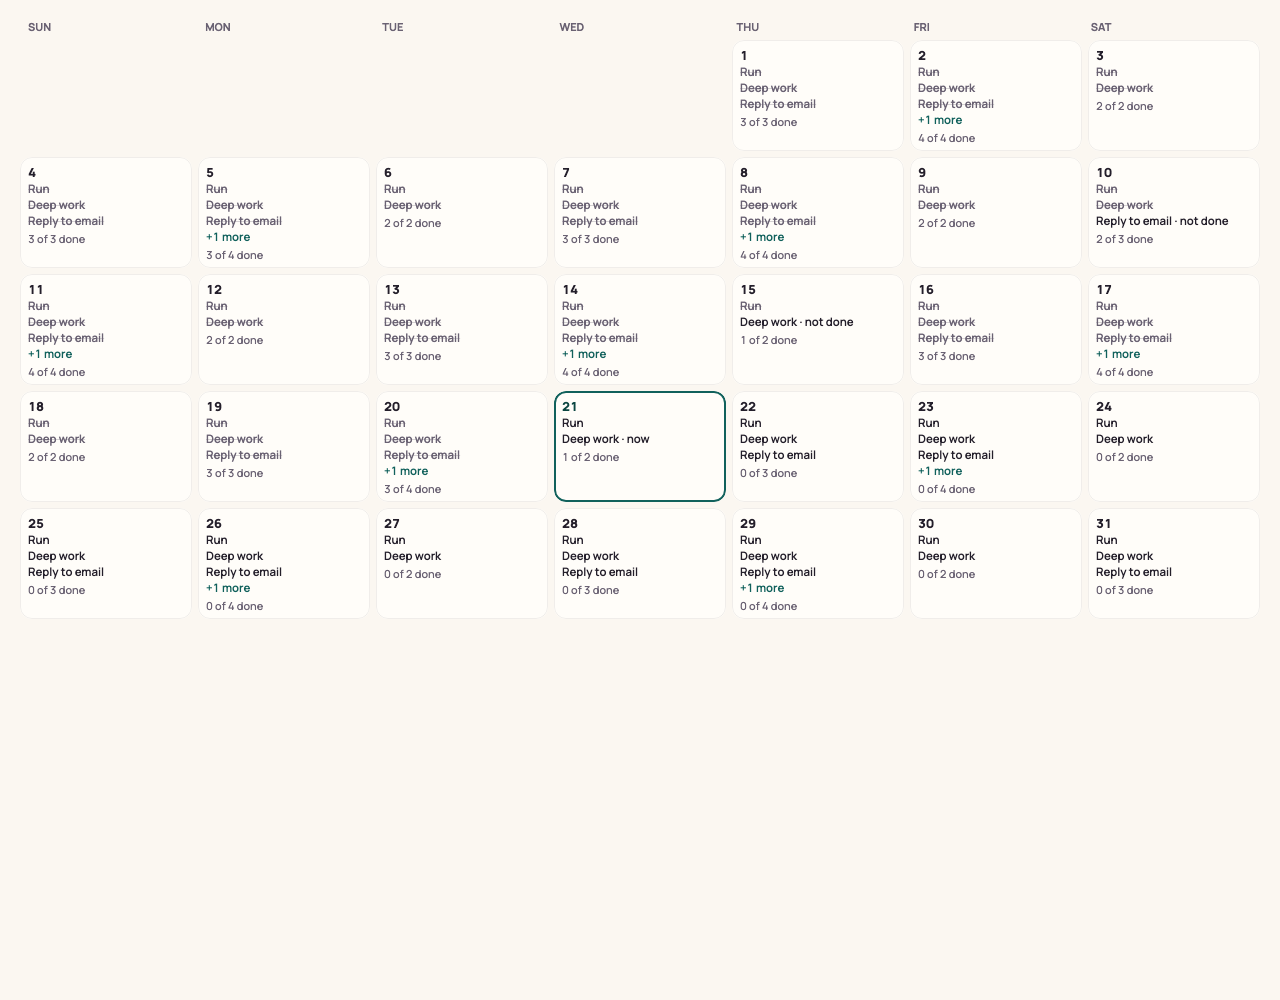 SUN MON TUE WED THU FRI SAT
1
Run
Deep work
Reply to email
3 of 3 done
2
Run
Deep work
Reply to email
+1 more
4 of 4 done
3
Run
Deep work
2 of 2 done
4
Run
Deep work
Reply to email
3 of 3 done
5
Run
Deep work
Reply to email
+1 more
3 of 4 done
6
Run
Deep work
2 of 2 done
7
Run
Deep work
Reply to email
3 of 3 done
8
Run
Deep work
Reply to email
+1 more
4 of 4 done
9
Run
Deep work
2 of 2 done
10
Run
Deep work
Reply to email · not done
2 of 3 done
11
Run
Deep work
Reply to email
+1 more
4 of 4 done
12
Run
Deep work
2 of 2 done
13
Run
Deep work
Reply to email
3 of 3 done
14
Run
Deep work
Reply to email
+1 more
4 of 4 done
15
Run
Deep work · not done
1 of 2 done
16
Run
Deep work
Reply to email
3 of 3 done
17
Run
Deep work
Reply to email
+1 more
4 of 4 done
18
Run
Deep work
2 of 2 done
19
Run
Deep work
Reply to email
3 of 3 done
20
Run
Deep work
Reply to email
+1 more
3 of 4 done
21
Run
Deep work · now
1 of 2 done
22
Run
Deep work
Reply to email
0 of 3 done
23
Run
Deep work
Reply to email
+1 more
0 of 4 done
24
Run
Deep work
0 of 2 done
25
Run
Deep work
Reply to email
0 of 3 done
26
Run
Deep work
Reply to email
+1 more
0 of 4 done
27
Run
Deep work
0 of 2 done
28
Run
Deep work
Reply to email
0 of 3 done
29
Run
Deep work
Reply to email
+1 more
0 of 4 done
30
Run
Deep work
0 of 2 done
31
Run
Deep work
Reply to email
0 of 3 done